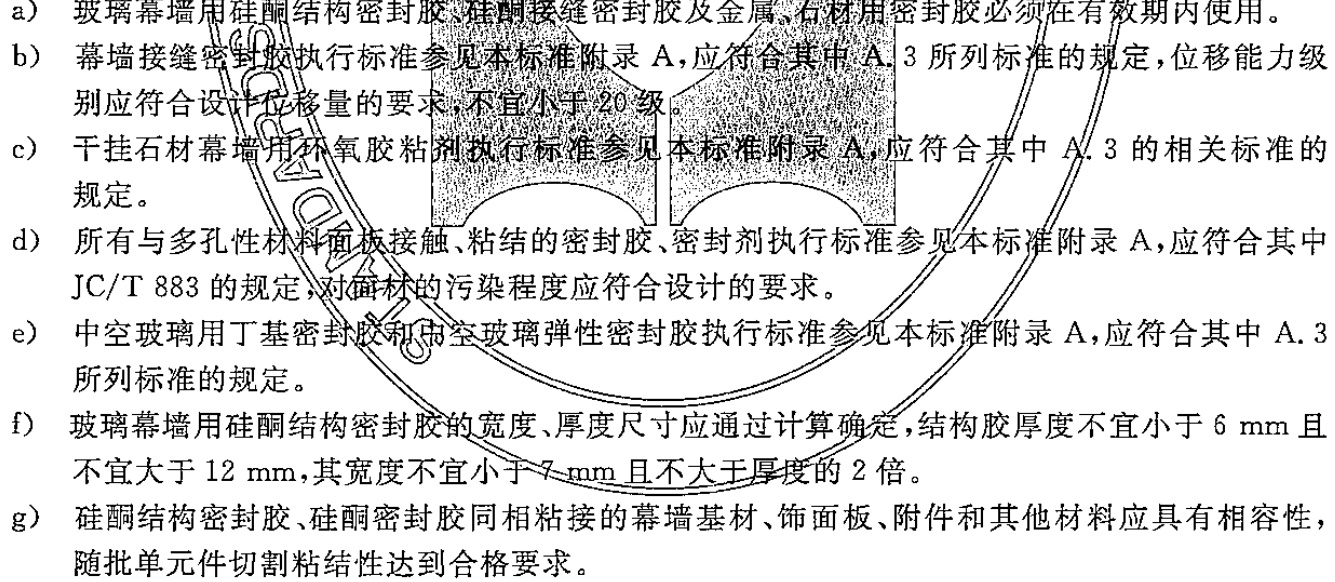 a) 玻璃幕墙用硅酮结构密封胶、硅酮接缝密封胶及金属、石材用密封胶必须在有效期内使用。
b) 幕墙接缝密封胶执行标准参见本标准附录 A,应符合其中 A.3 所列标准的规定,位移能力级
别应符合设计位移量的要求,不宜小于 20 级。
c) 干挂石材幕墙用环氧胶粘剂执行标准参见本标准附录 A,应符合其中 A.3 的相关标准的
规定。
d) 所有与多孔性材料面板接触、粘结的密封胶、密封剂执行标准参见本标准附录 A,应符合其中
JC/T 883 的规定,对面材的污染程度应符合设计的要求。
e) 中空玻璃用丁基密封胶和中空玻璃弹性密封胶执行标准参见本标准附录 A,应符合其中 A.3
所列标准的规定。
f) 玻璃幕墙用硅酮结构密封胶的宽度、厚度尺寸应通过计算确定,结构胶厚度不宜小于 6 mm 且
不宜大于 12 mm,其宽度不宜小于 7 mm 且不大于厚度的 2 倍。
g) 硅酮结构密封胶、硅酮密封胶同相粘接的幕墙基材、饰面板、附件和其他材料应具有相容性,
随批单元件切割粘结性达到合格要求。